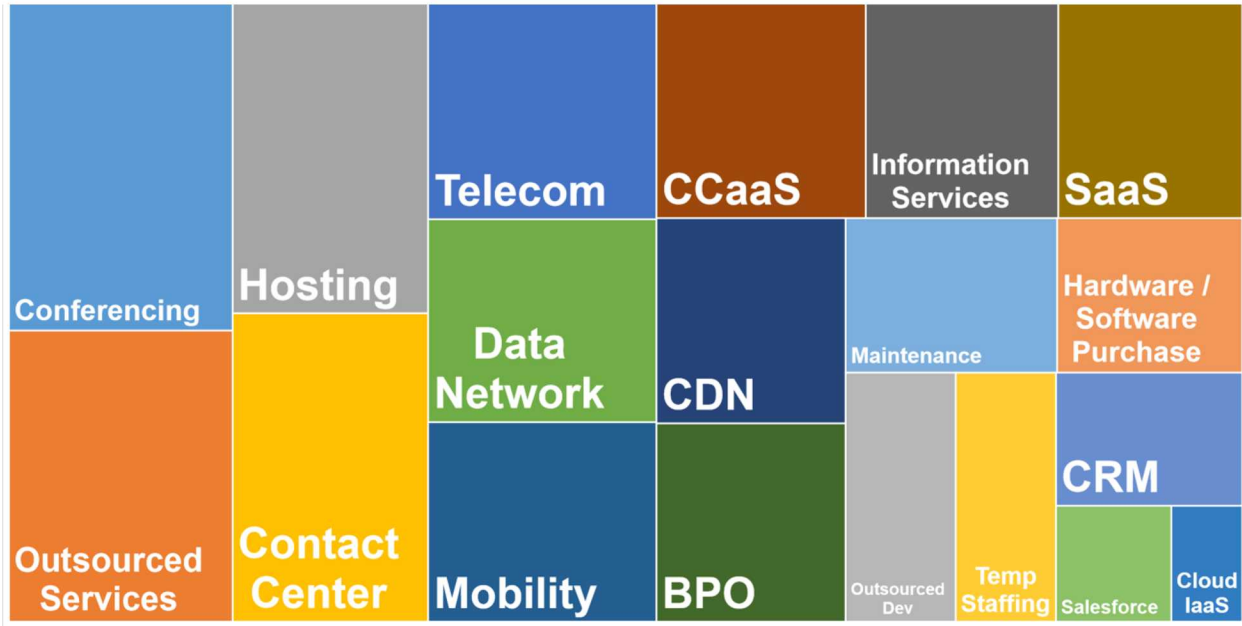 Conferencing
Outsourced
Services
Hosting
Contact
Center
Telecom
Data
Network
Mobility
CCaaS
CDN
BPO
Information
Services
SaaS
Maintenance
Hardware /
Software
Purchase
Outsourced
Dev
Temp
Staffing
CRM
Salesforce
Cloud
IaaS